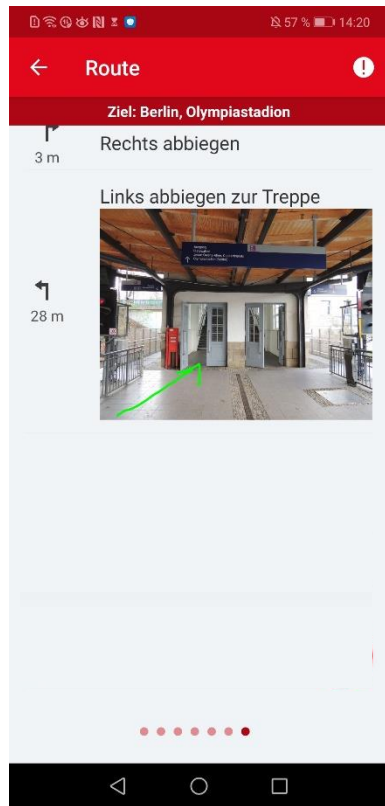 57 % 14:20
Route
Ziel: Berlin, Olympiastadion
Rechts abbiegen
3 m
Links abbiegen zur Treppe
28 m